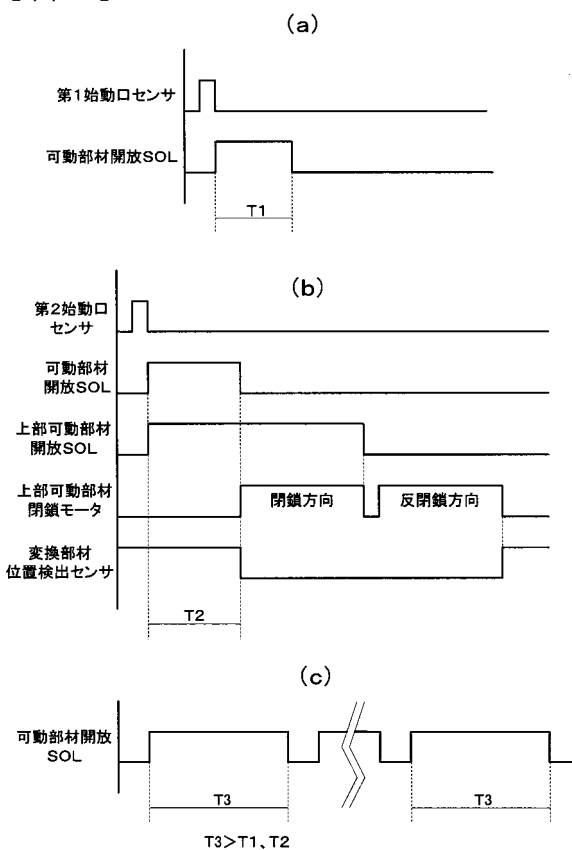 (a)
第1始動口センサ
可動部材開放SOL
T1
(b)
第2始動口
センサ
可動部材
開放SOL
上部可動部材
開放SOL
上部可動部材
閉鎖モータ
閉鎖方向
反閉鎖方向
変換部材
位置検出センサ
T2
(c)
可動部材開放
SOL
T3
T3
T3>T1、T2